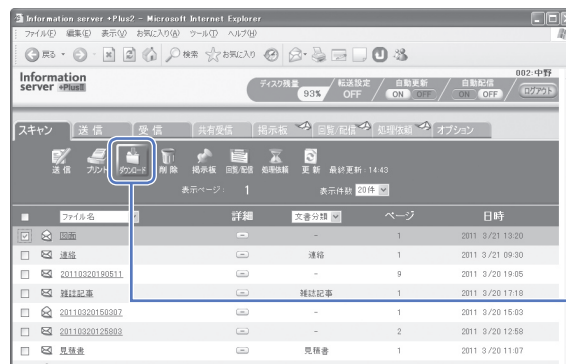 Information server +Plus2 - Microsoft Internet Explorer
ファイル(F) 編集(E) 表示(V) お気に入り(A) ツール(T) ヘルプ(H)
戻る 検索 お気に入り
Information server +PlusⅡ
ディスク残量 93% 転送設定 OFF 自動更新 ON OFF 自動配信 ON OFF 002:中野 ログアウト
スキャン 送信 受信 共有受信 掲示板 回覧/配信 処理依頼 オプション
送信 プリント ダウンロード 削除 掲示板 回覧/配信 処理依頼 更新 最終更新:14:43
表示ページ: 1 表示件数 20件
ファイル名 詳細 文書分類 ページ 日時
図面 - 1 2011 3/21 13:20
連絡 連絡 1 2011 3/21 09:30
20110320190511 - 9 2011 3/20 19:05
雑誌記事 雑誌記事 1 2011 3/20 17:18
20110320150307 - 1 2011 3/20 15:03
20110320125803 - 2 2011 3/20 12:58
見積書 見積書 1 2011 3/20 11:07